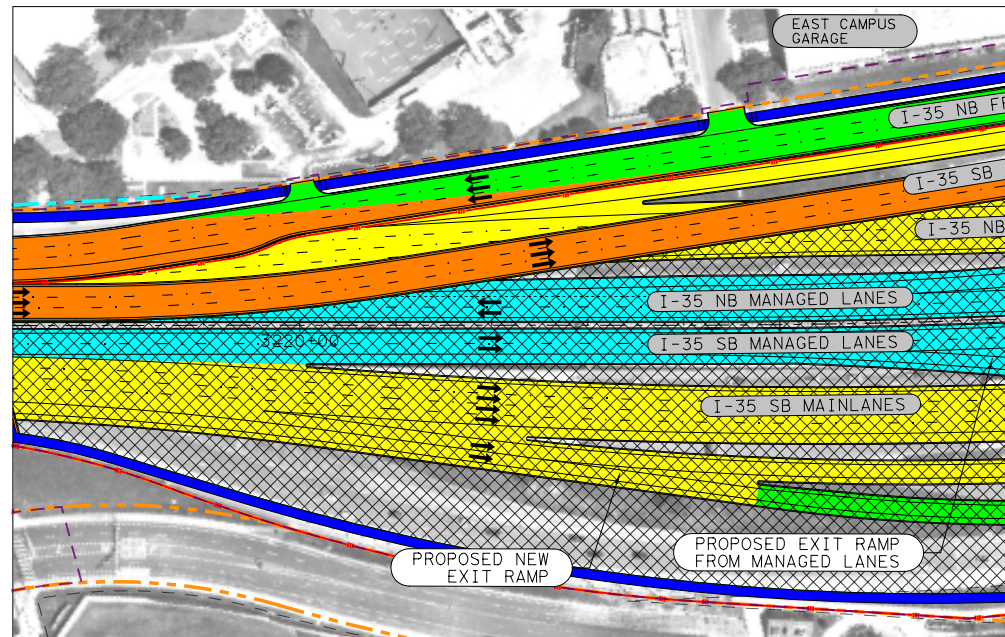 EAST CAMPUS
GARAGE
I-35 NB F
I-35 SB
I-35 NB
I-35 NB MANAGED LANES
3220+00
I-35 SB MANAGED LANES
I-35 SB MAINLANES
PROPOSED NEW
EXIT RAMP
PROPOSED EXIT RAMP
FROM MANAGED LANES